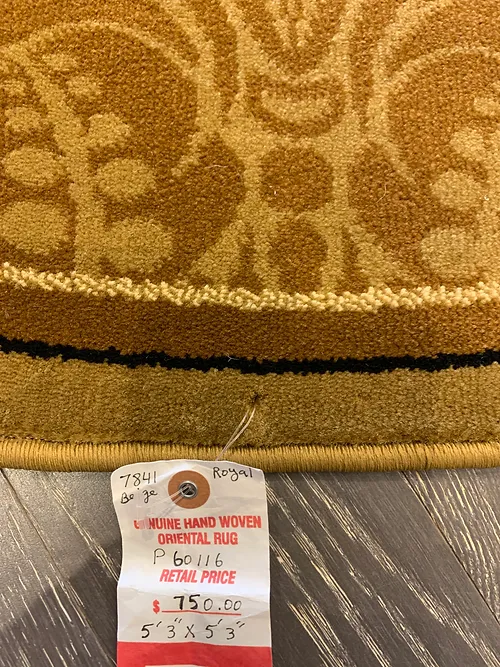 7841 Royal
Beige
GENUINE HAND WOVEN
ORIENTAL RUG
P 60116
RETAIL PRICE
$ 750.00
5' 3" X 5' 3"